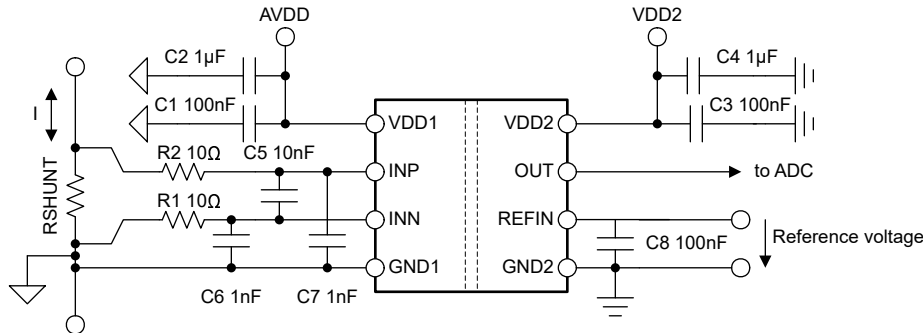 AVDD
VDD2
C2 1µF
C4 1µF
C1 100nF
C3 100nF
I
VDD1
VDD2
R2 10Ω
C5 10nF
INP
OUT
to ADC
RSHUNT
R1 10Ω
INN
REFIN
C8 100nF
Reference voltage
GND1
GND2
C6 1nF
C7 1nF